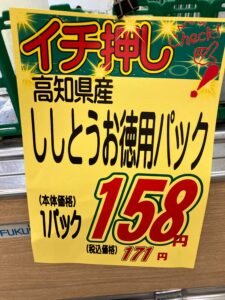 イチ押し
Check!
高知県産
ししとうお徳用パック
(本体価格)
1パック 158円
(税込価格) 171円
FUKU